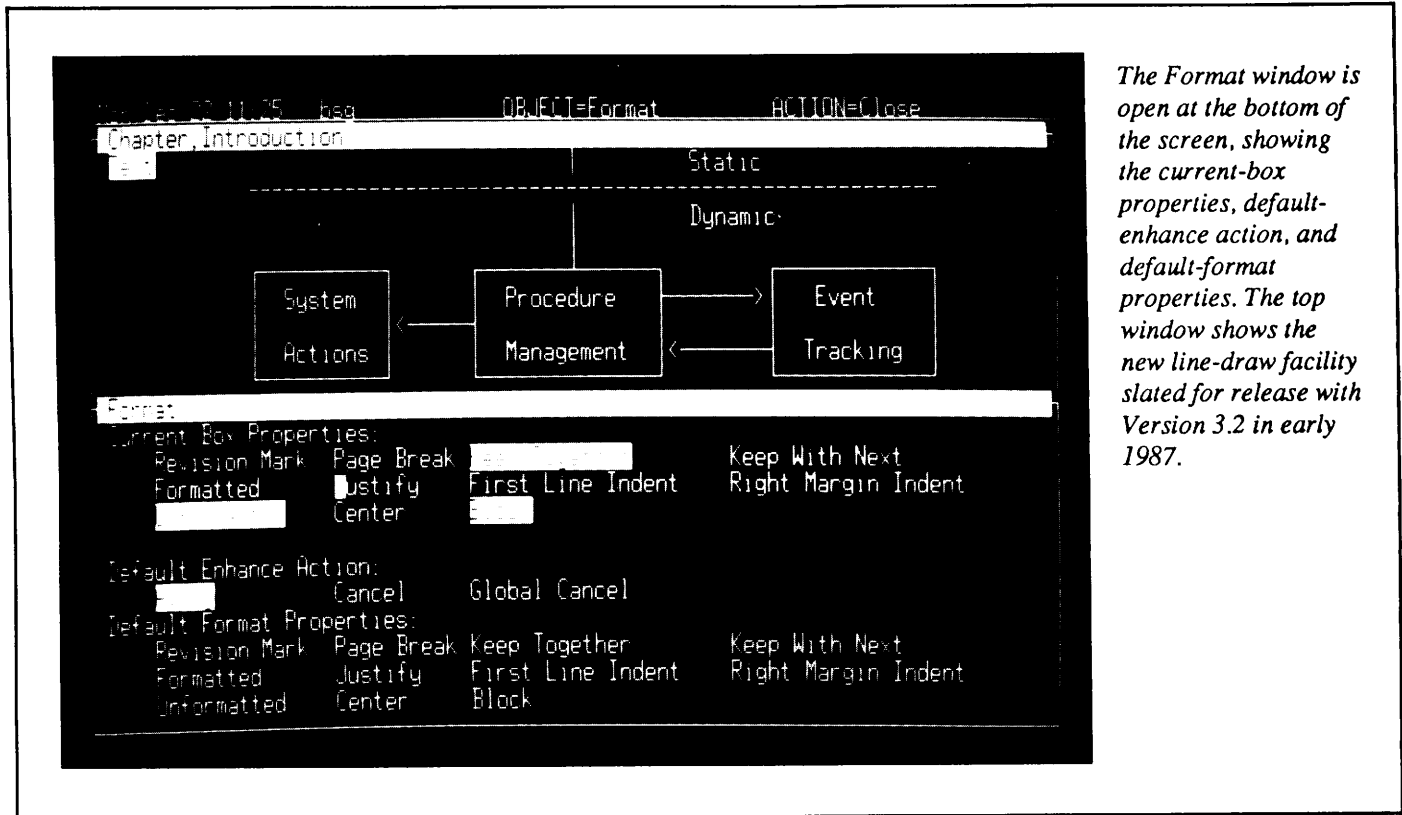 11:25 bsg OBJECT=Format ACTION=Close
Chapter,Introduction
Static
Dynamic
System Procedure Event
Actions Management Tracking
Format
Current Box Properties:
Revision Mark Page Break Keep With Next
Formatted Justify First Line Indent Right Margin Indent
Center
Default Enhance Action:
Cancel Global Cancel
Default Format Properties:
Revision Mark Page Break Keep Together Keep With Next
Formatted Justify First Line Indent Right Margin Indent
Unformatted Center Block
The Format window is
open at the bottom of
the screen, showing
the current-box
properties, default-
enhance action, and
default-format
properties. The top
window shows the
new line-draw facility
slated for release with
Version 3.2 in early
1987.